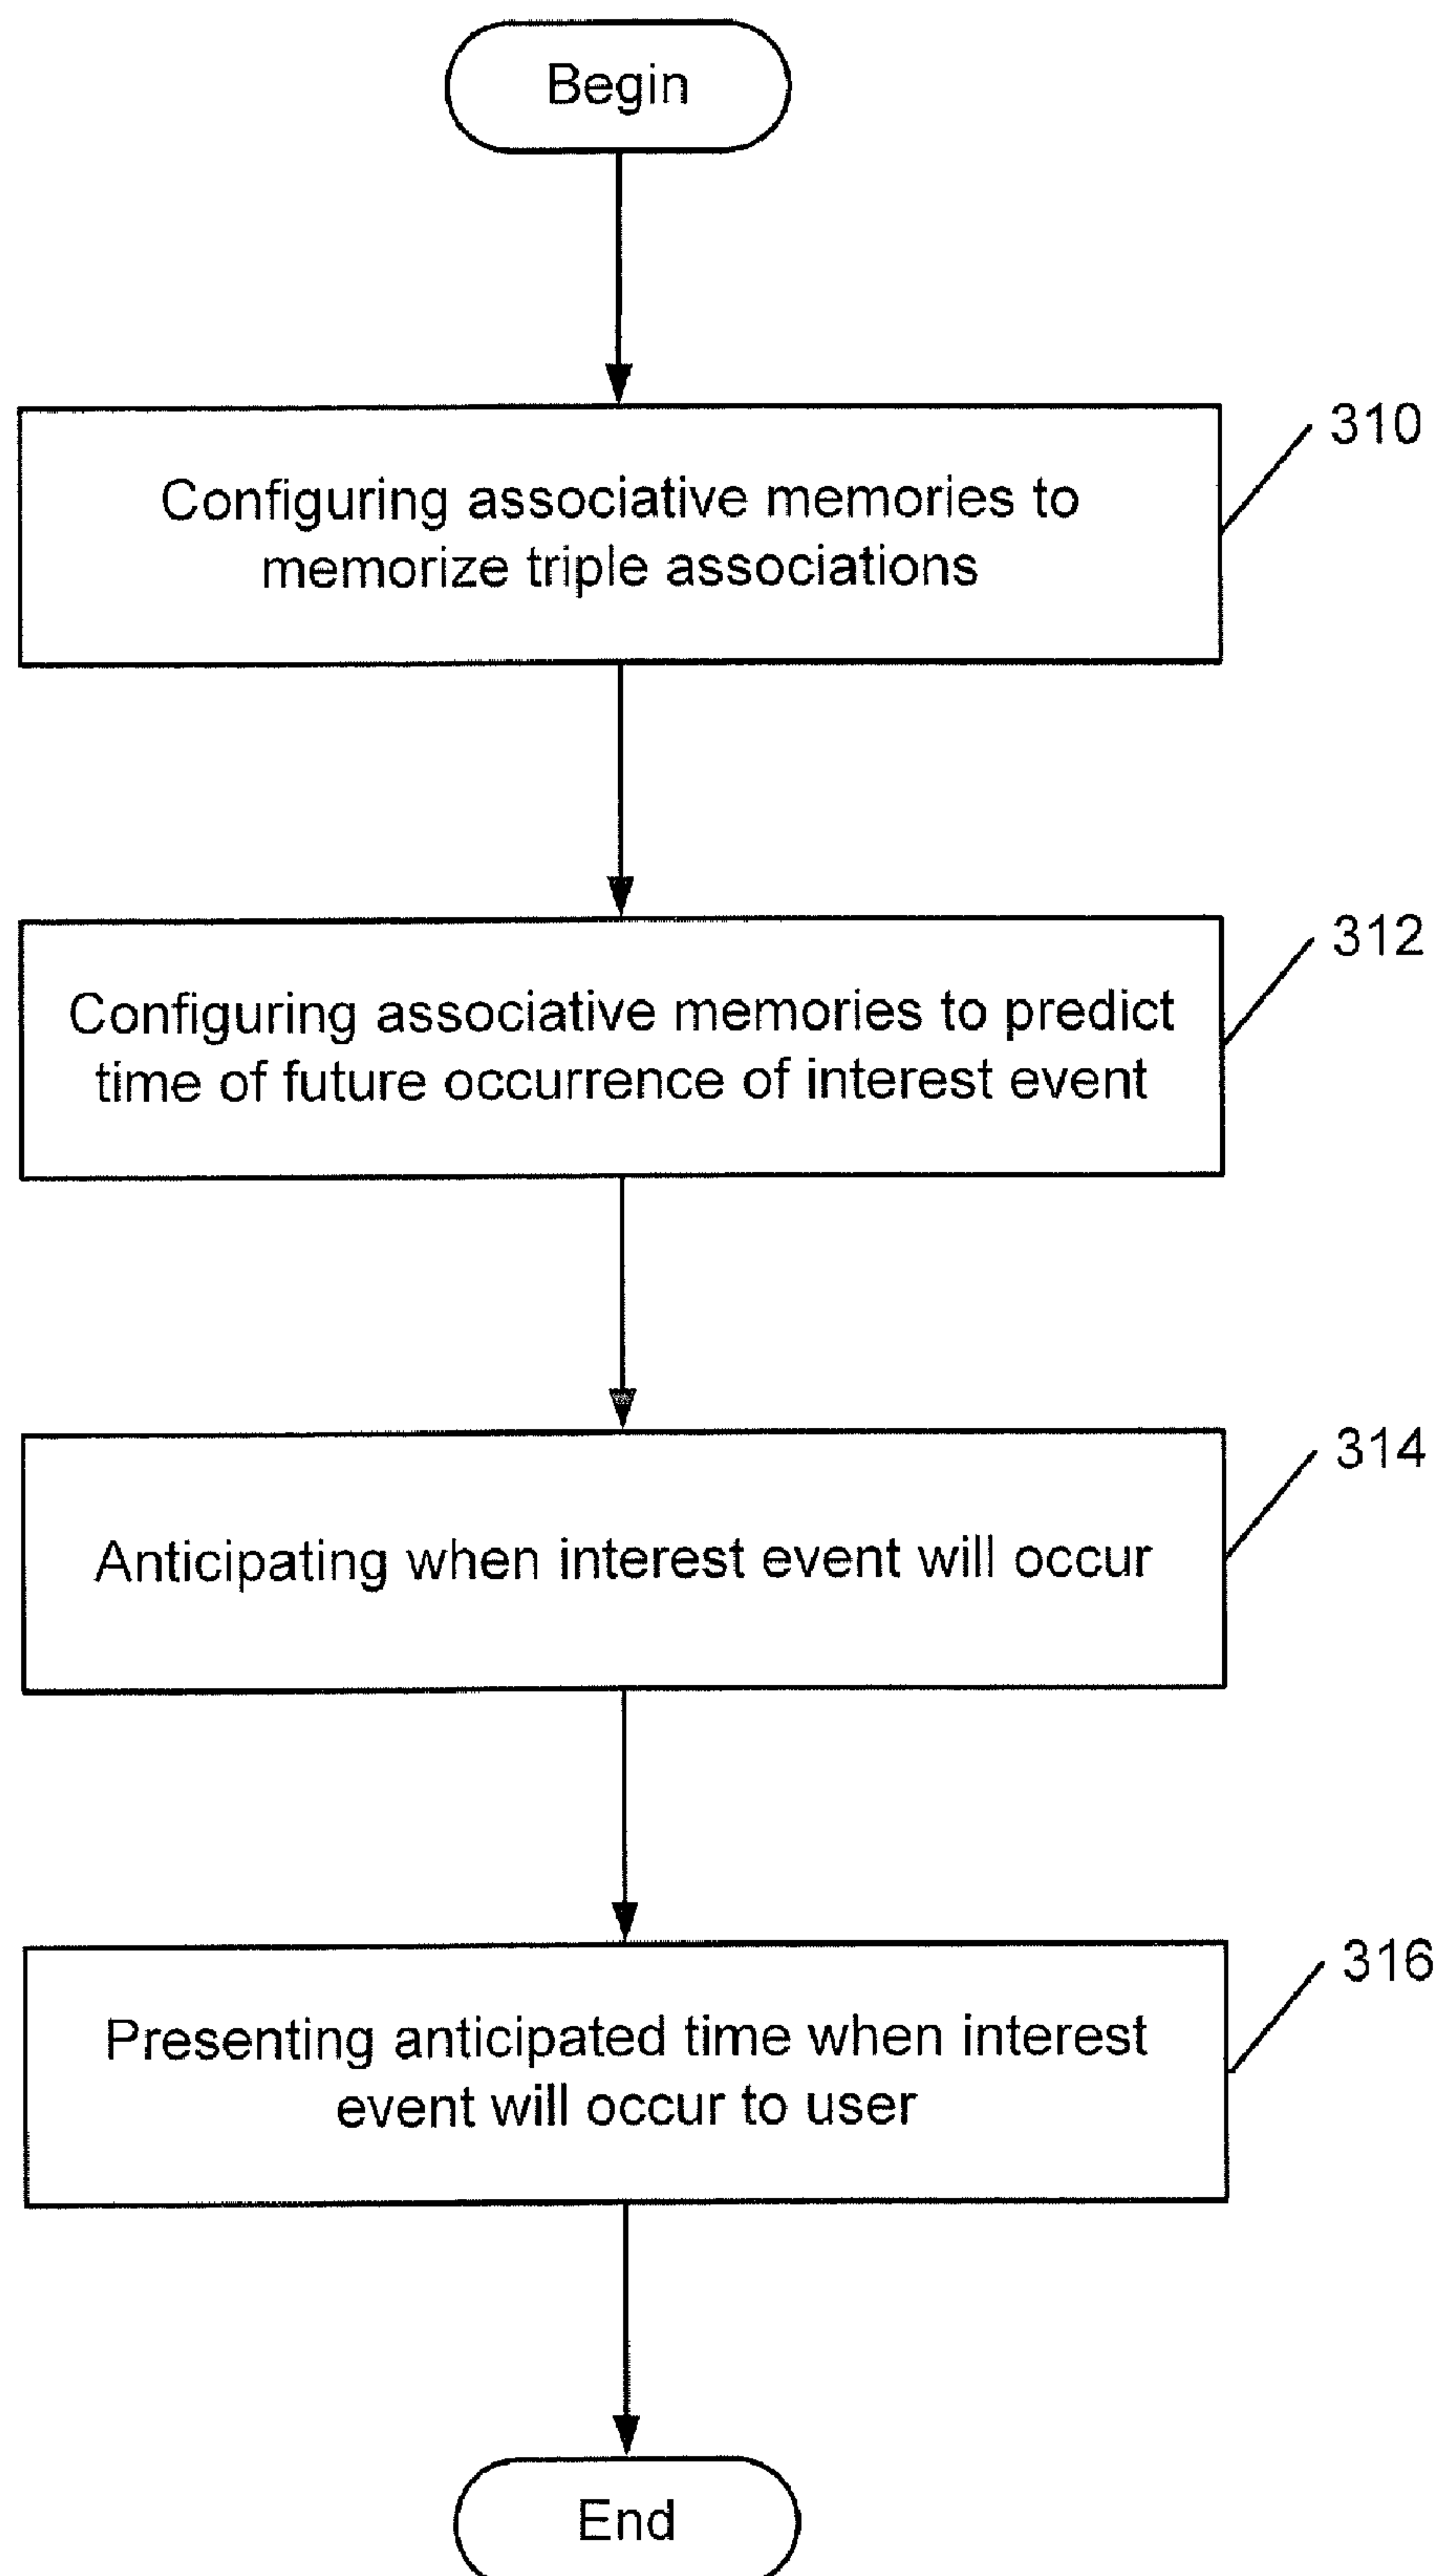 Begin
310
Configuring associative memories to
memorize triple associations
312
Configuring associative memories to predict
time of future occurrence of interest event
314
Anticipating when interest event will occur
316
Presenting anticipated time when interest
event will occur to user
End